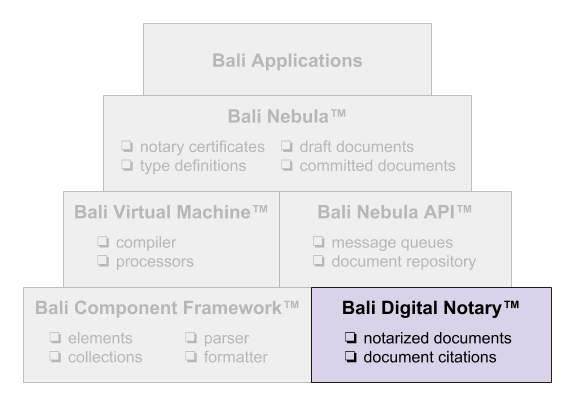 Bali Applications
Bali Nebula™
❏ notary certificates ❏ draft documents
❏ type definitions ❏ committed documents
Bali Virtual Machine™ Bali Nebula API™
❏ compiler ❏ message queues
❏ processors ❏ document repository
Bali Component Framework™ Bali Digital Notary™
❏ elements ❏ parser ❏ notarized documents
❏ collections ❏ formatter ❏ document citations